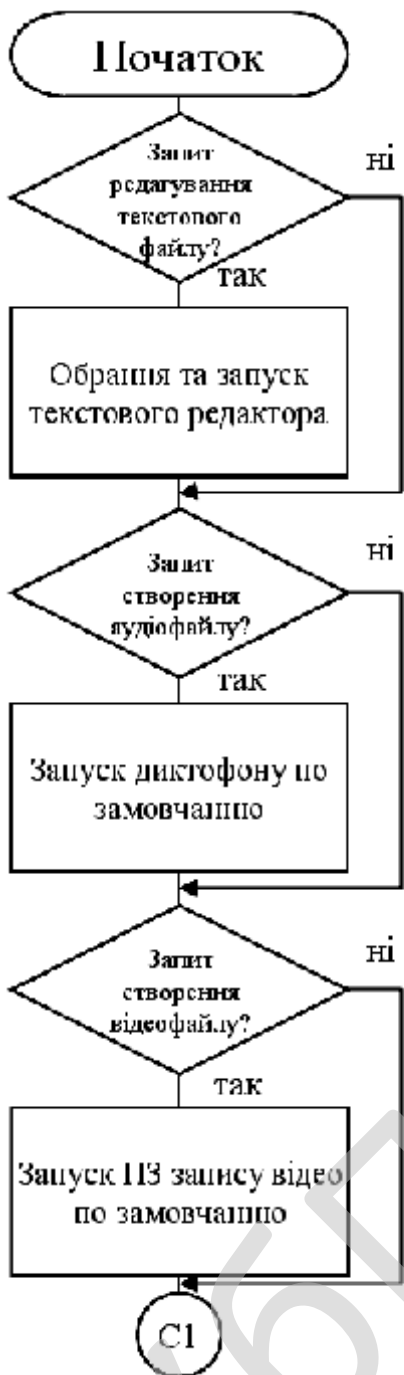 Початок
Запит
редагування
текстового
файлу?
ні
так
Обрання та запуск
текстового редактора
Запит
створення
аудіофайлу?
ні
так
Запуск диктофону по
замовчанню
Запит
створення
відеофайлу?
ні
так
Запуск ПЗ запису відео
по замовчанню
С1